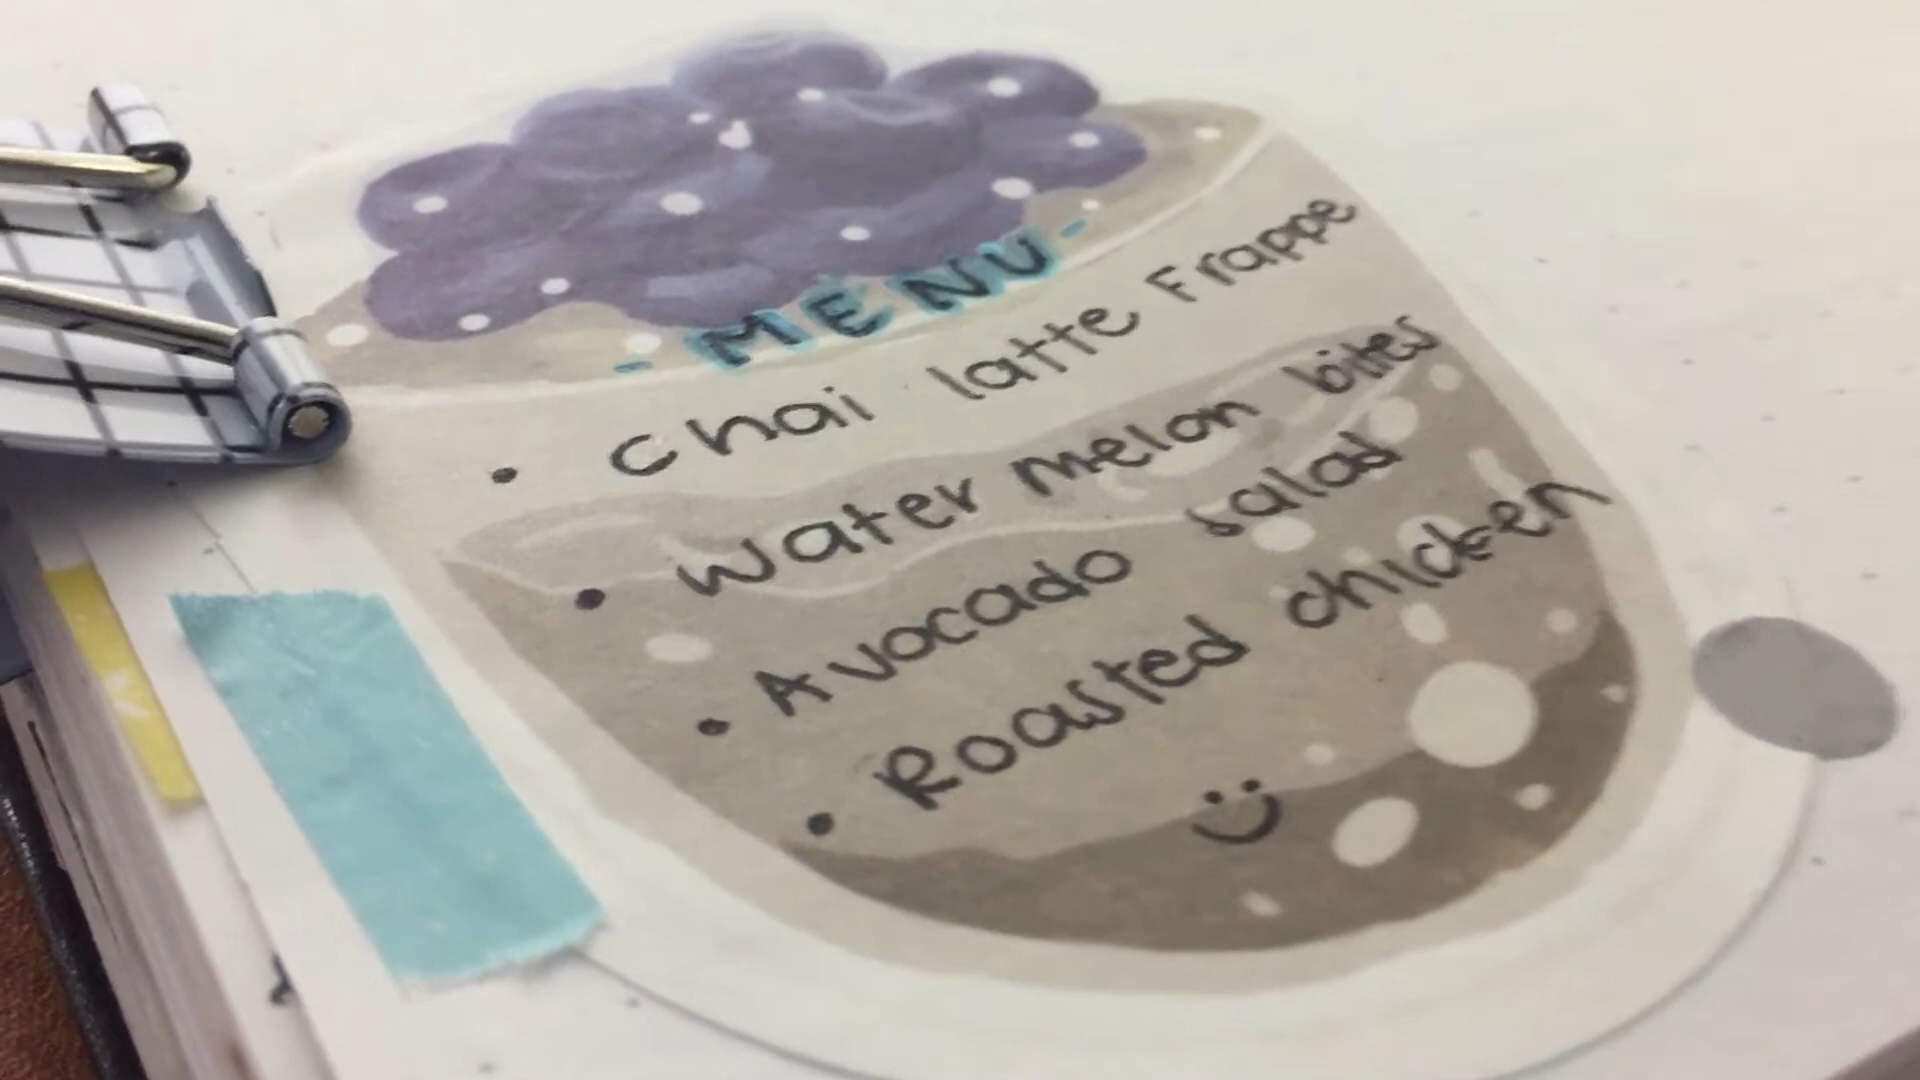 - MENU -
• Chai latte Frappe
• Water melon bites
• Avocado salad
• Roasted chicken